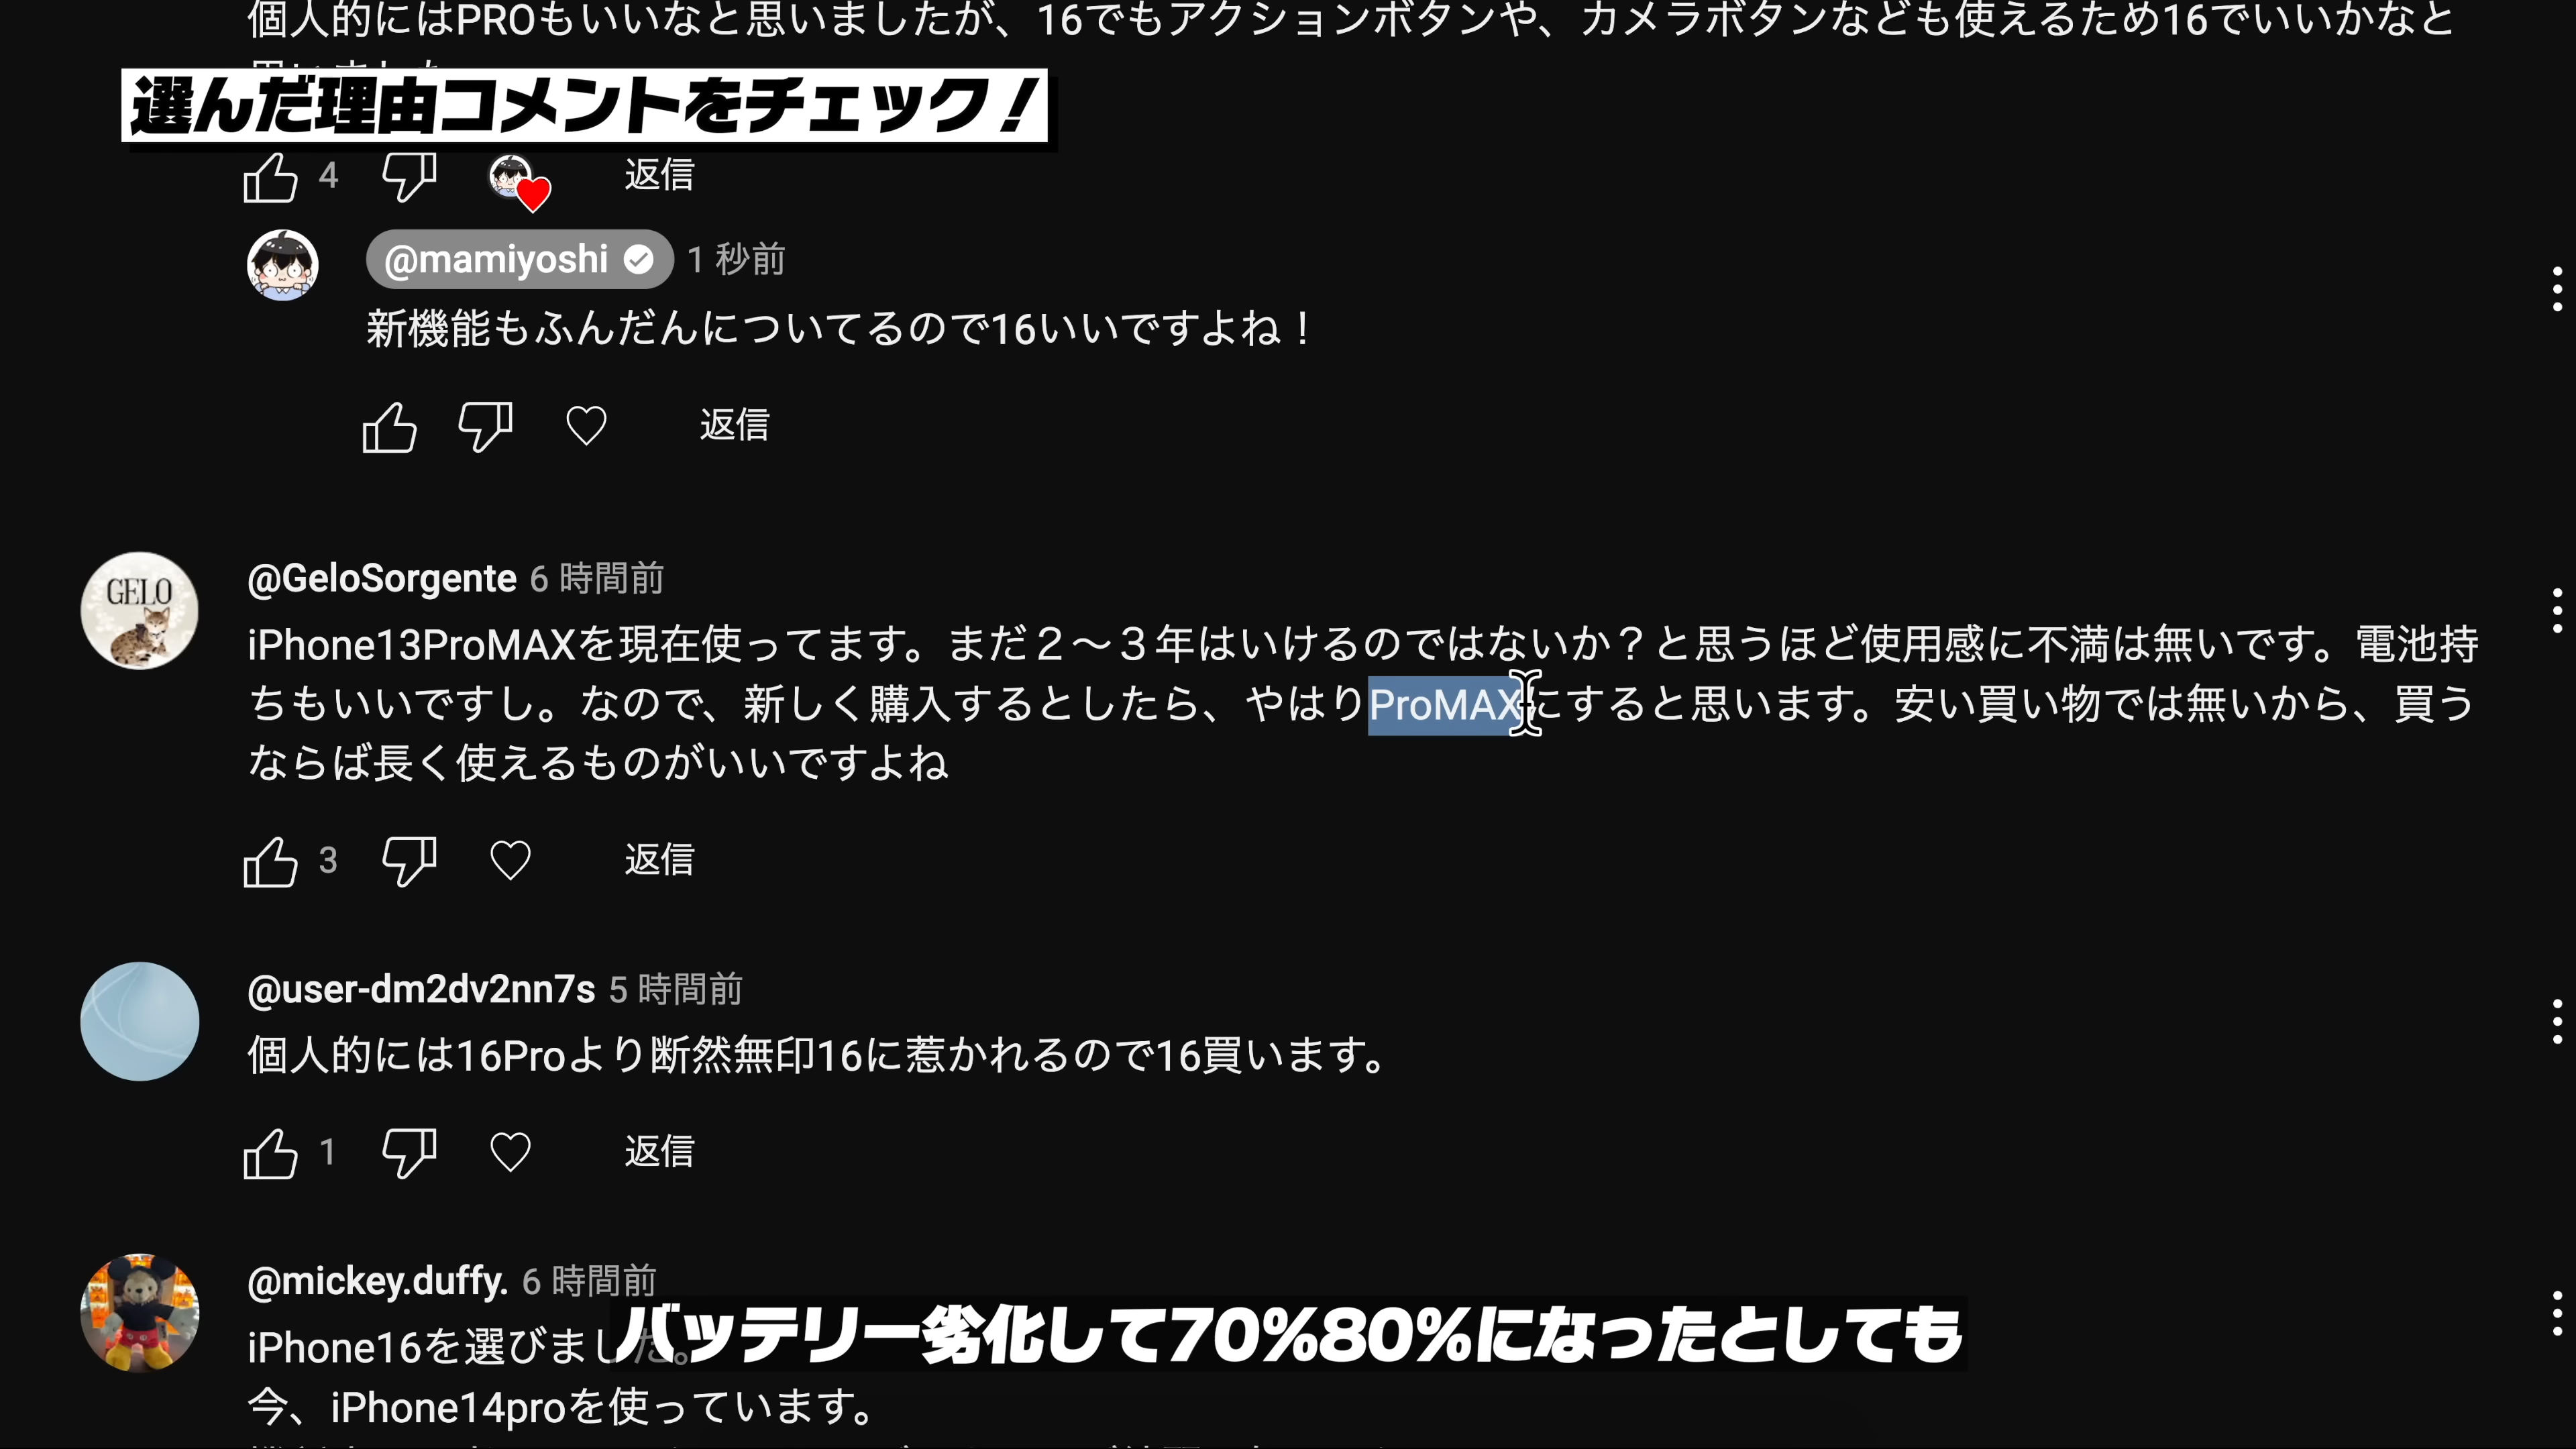 個人的にはPROもいいなと思いましたが、16でもアクションボタンや、カメラボタンなども使えるため16でいいかなと
選んだ理由コメントをチェック！
4 返信
@mamiyoshi 1 秒前
新機能もふんだんについてるので16いいですよね！
返信
GELO
@GeloSorgente 6 時間前
iPhone13ProMAXを現在使ってます。まだ２〜３年はいけるのではないか？と思うほど使用感に不満は無いです。電池持
ちもいいですし。なので、新しく購入するとしたら、やはりProMAXにすると思います。安い買い物では無いから、買う
ならば長く使えるものがいいですよね
3 返信
@user-dm2dv2nn7s 5 時間前
個人的には16Proより断然無印16に惹かれるので16買います。
1 返信
@mickey.duffy. 6 時間前
iPhone16を選びました。
バッテリー劣化して70%80%になったとしても
今、iPhone14proを使っています。